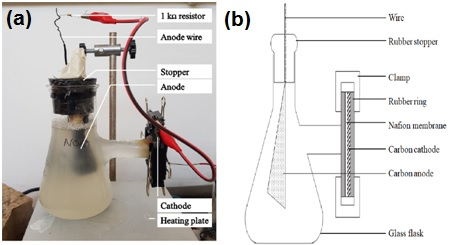 (a)
1 kΩ resistor
Anode wire
Stopper
Anode
Cathode
Heating plate
(b)
Wire
Rubber stopper
Clamp
Rubber ring
Nafion membrane
Carbon cathode
Carbon anode
Glass flask